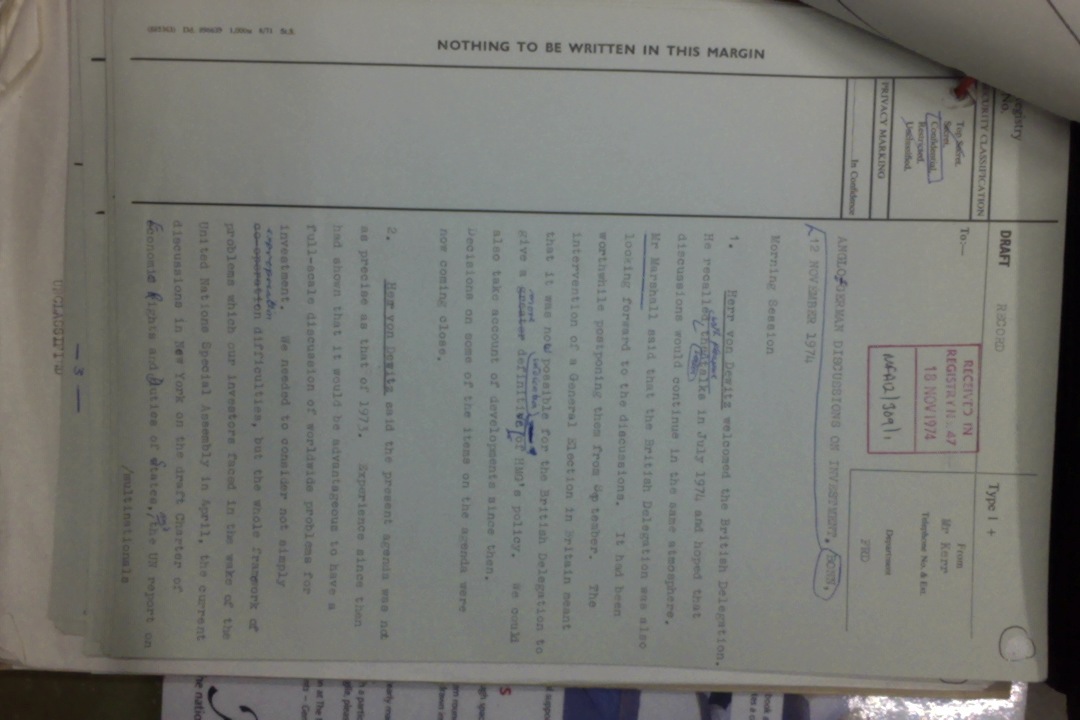 Registry
No.
SECURITY CLASSIFICATION
Top Secret.
Secret.
Confidential.
Restricted.
Unclassified.
PRIVACY MARKING
In Confidence
NOTHING TO BE WRITTEN IN THIS MARGIN
DRAFT RECORD
Type 1 +
To:—
From
Mr Kerr
Telephone No. & Ext.
Department
FRD
RECEIVED IN
REGISTRY No. 47
18 NOV 1974
ANGLO/GERMAN DISCUSSIONS ON INVESTMENT, BONN,
12 NOVEMBER 1974
Morning Session
1. Herr von Dewitz welcomed the British Delegation.
He recalled the talks in July 1974 and hoped that
discussions would continue in the same atmosphere.
Mr Marshall said that the British Delegation was also
looking forward to the discussions. It had been
worthwhile postponing them from September. The
intervention of a General Election in Britain meant
that it was now possible for the British Delegation to
give a greater more definitive of HMG's policy. We could
also take account of developments since then.
Decisions on some of the items on the agenda were
now coming close.
2. Herr von Dewitz said the present agenda was not
as precise as that of 1973. Experience since then
had shown that it would be advantageous to have a
full-scale discussion of worldwide problems for
investment. We needed to consider not simply
expropriation
co-operation difficulties, but the whole framework of
problems which our investors faced in the wake of the
United Nations Special Assembly in April, the current
discussions in New York on the draft Charter of
Economic Rights and Duties of States, and the UN report on
/multinationals
- 3 -
UNCLASSIFIED